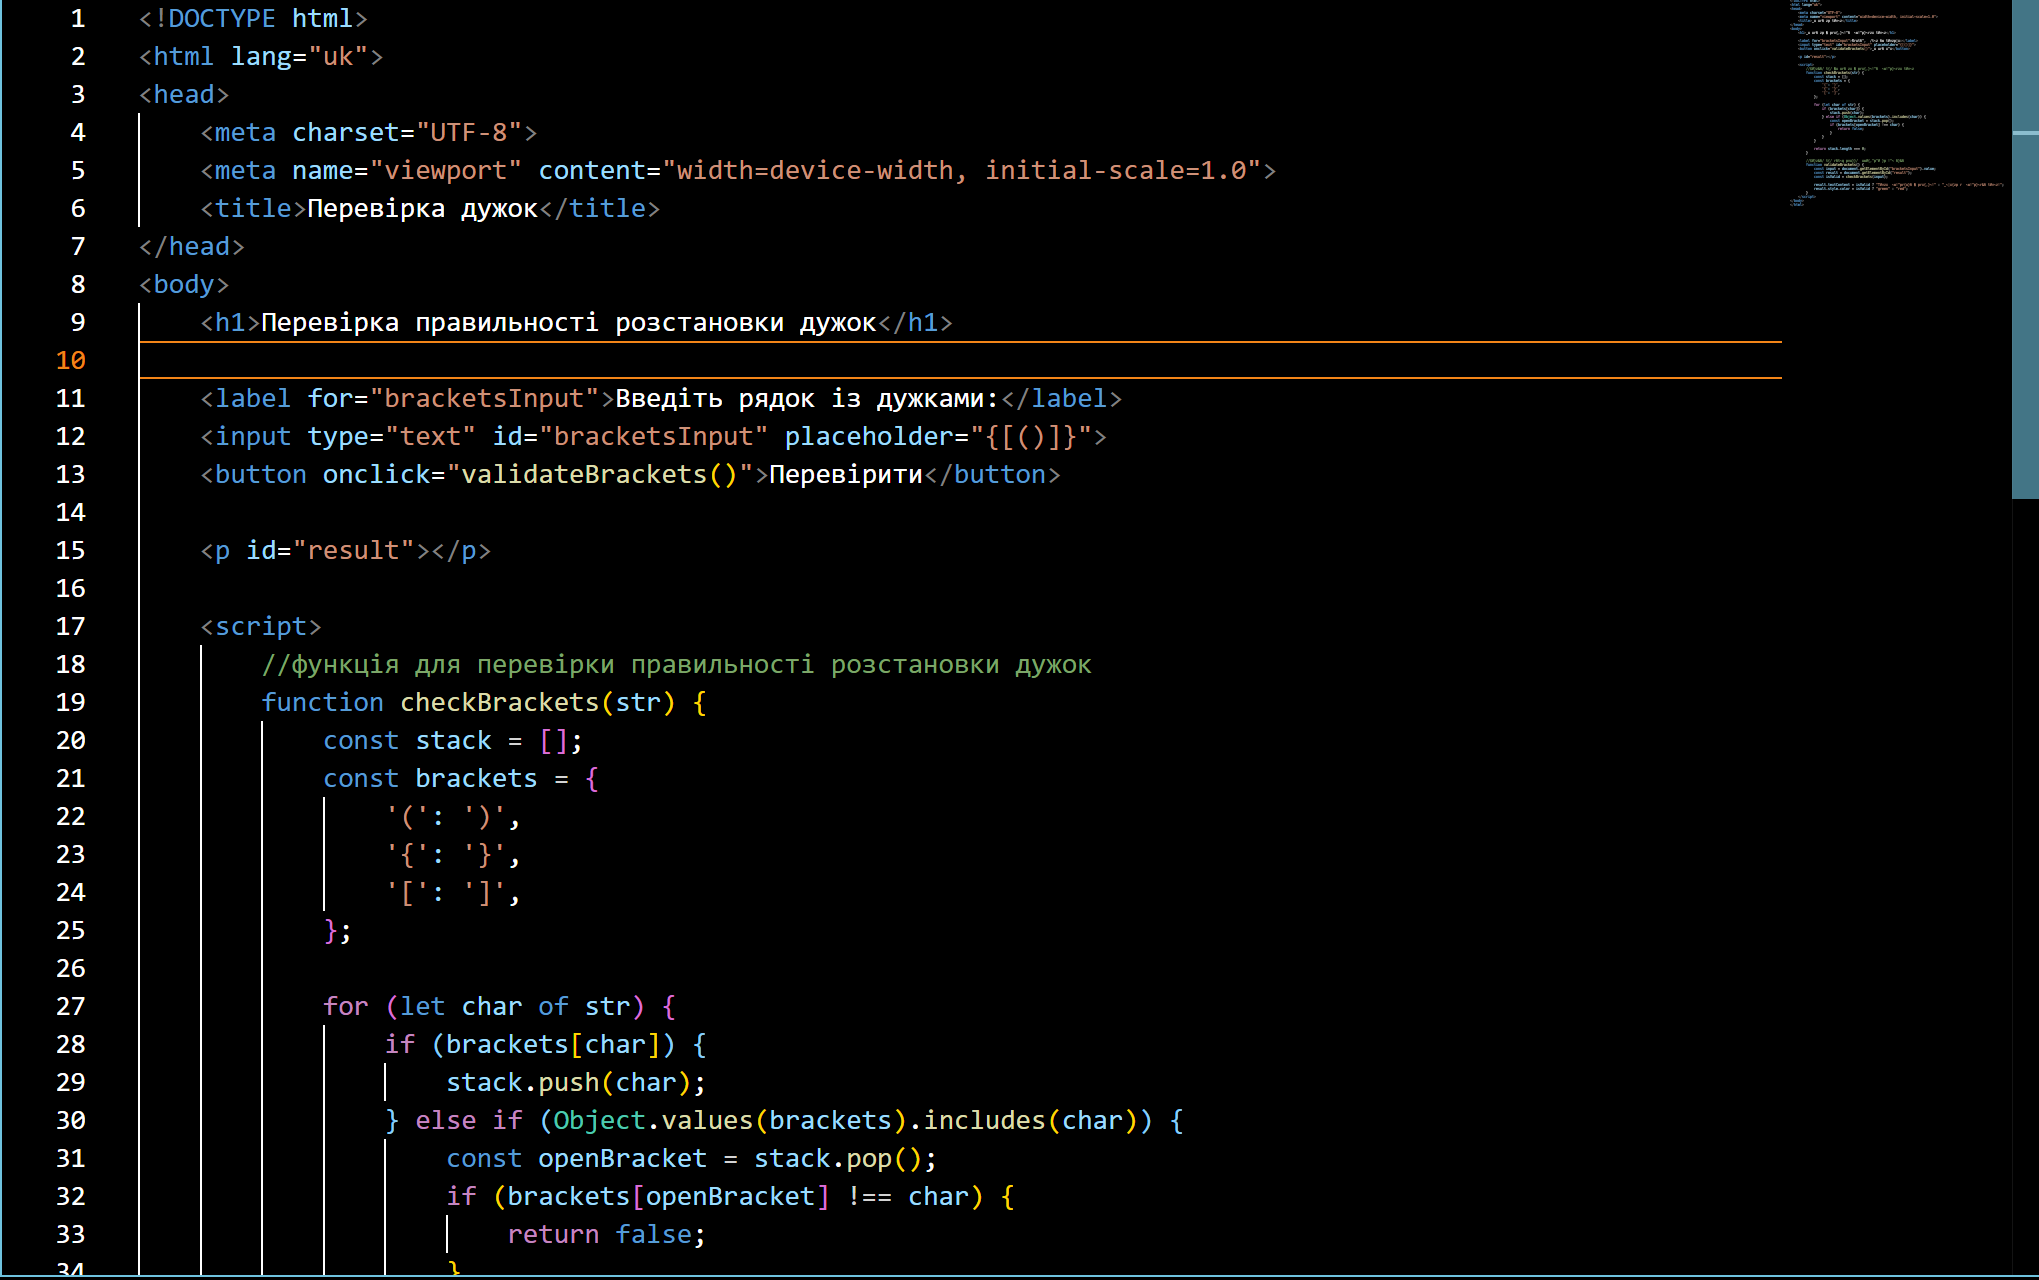 1 <!DOCTYPE html>
2 <html lang="uk">
3 <head>
4     <meta charset="UTF-8">
5     <meta name="viewport" content="width=device-width, initial-scale=1.0">
6     <title>Перевірка дужок</title>
7 </head>
8 <body>
9     <h1>Перевірка правильності розстановки дужок</h1>
10
11     <label for="bracketsInput">Введіть рядок із дужками:</label>
12     <input type="text" id="bracketsInput" placeholder="{[()]}">
13     <button onclick="validateBrackets()">Перевірити</button>
14
15     <p id="result"></p>
16
17     <script>
18         //функція для перевірки правильності розстановки дужок
19         function checkBrackets(str) {
20             const stack = [];
21             const brackets = {
22                 '(': ')',
23                 '{': '}',
24                 '[': ']',
25             };
26
27             for (let char of str) {
28                 if (brackets[char]) {
29                     stack.push(char);
30                 } else if (Object.values(brackets).includes(char)) {
31                     const openBracket = stack.pop();
32                     if (brackets[openBracket] !== char) {
33                         return false;
34                     }